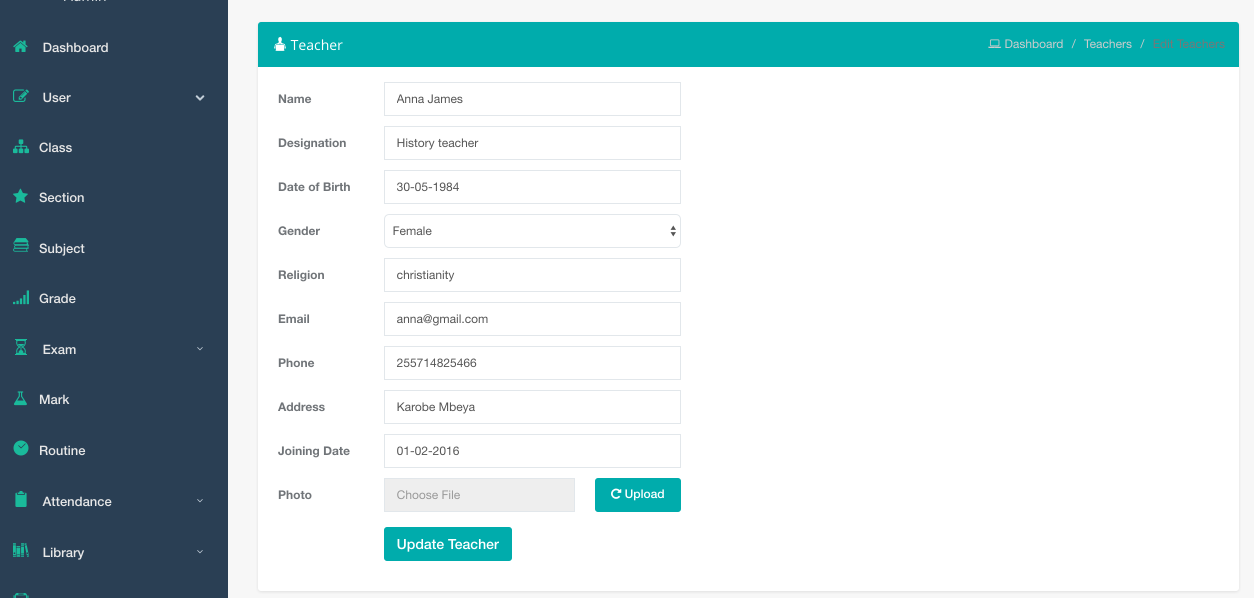 Admin
Dashboard
User
Class
Section
Subject
Grade
Exam
Mark
Routine
Attendance
Library
Teacher
Dashboard / Teachers / Edit Teacher
Name Anna James
Designation History teacher
Date of Birth 30-05-1984
Gender Female
Religion christianity
Email anna@gmail.com
Phone 255714825466
Address Karobe Mbeya
Joining Date 01-02-2016
Photo Choose File Upload
Update Teacher